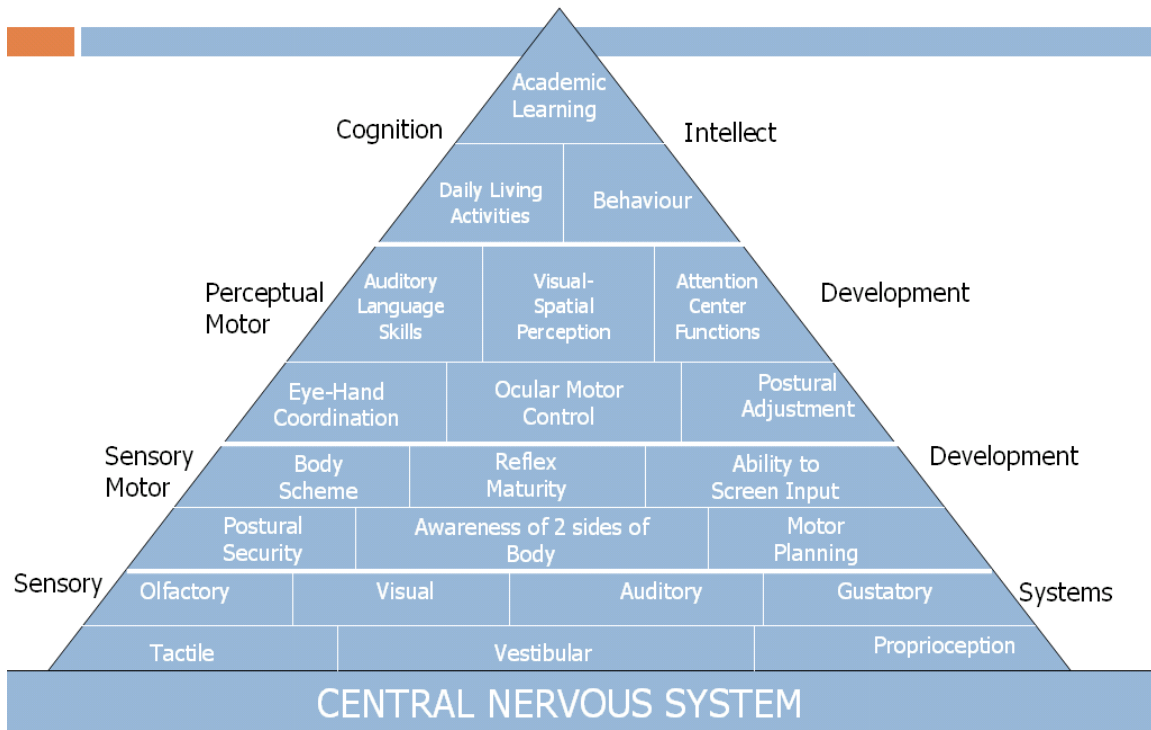 Academic
Learning
Cognition
Intellect
Daily Living
Activities
Behaviour
Perceptual
Motor
Auditory
Language
Skills
Visual-
Spatial
Perception
Attention
Center
Functions
Development
Eye-Hand
Coordination
Ocular Motor
Control
Postural
Adjustment
Sensory
Motor
Body
Scheme
Reflex
Maturity
Ability to
Screen Input
Development
Postural
Security
Awareness of 2 sides of
Body
Motor
Planning
Sensory
Olfactory
Visual
Auditory
Gustatory
Systems
Tactile
Vestibular
Proprioception
CENTRAL NERVOUS SYSTEM